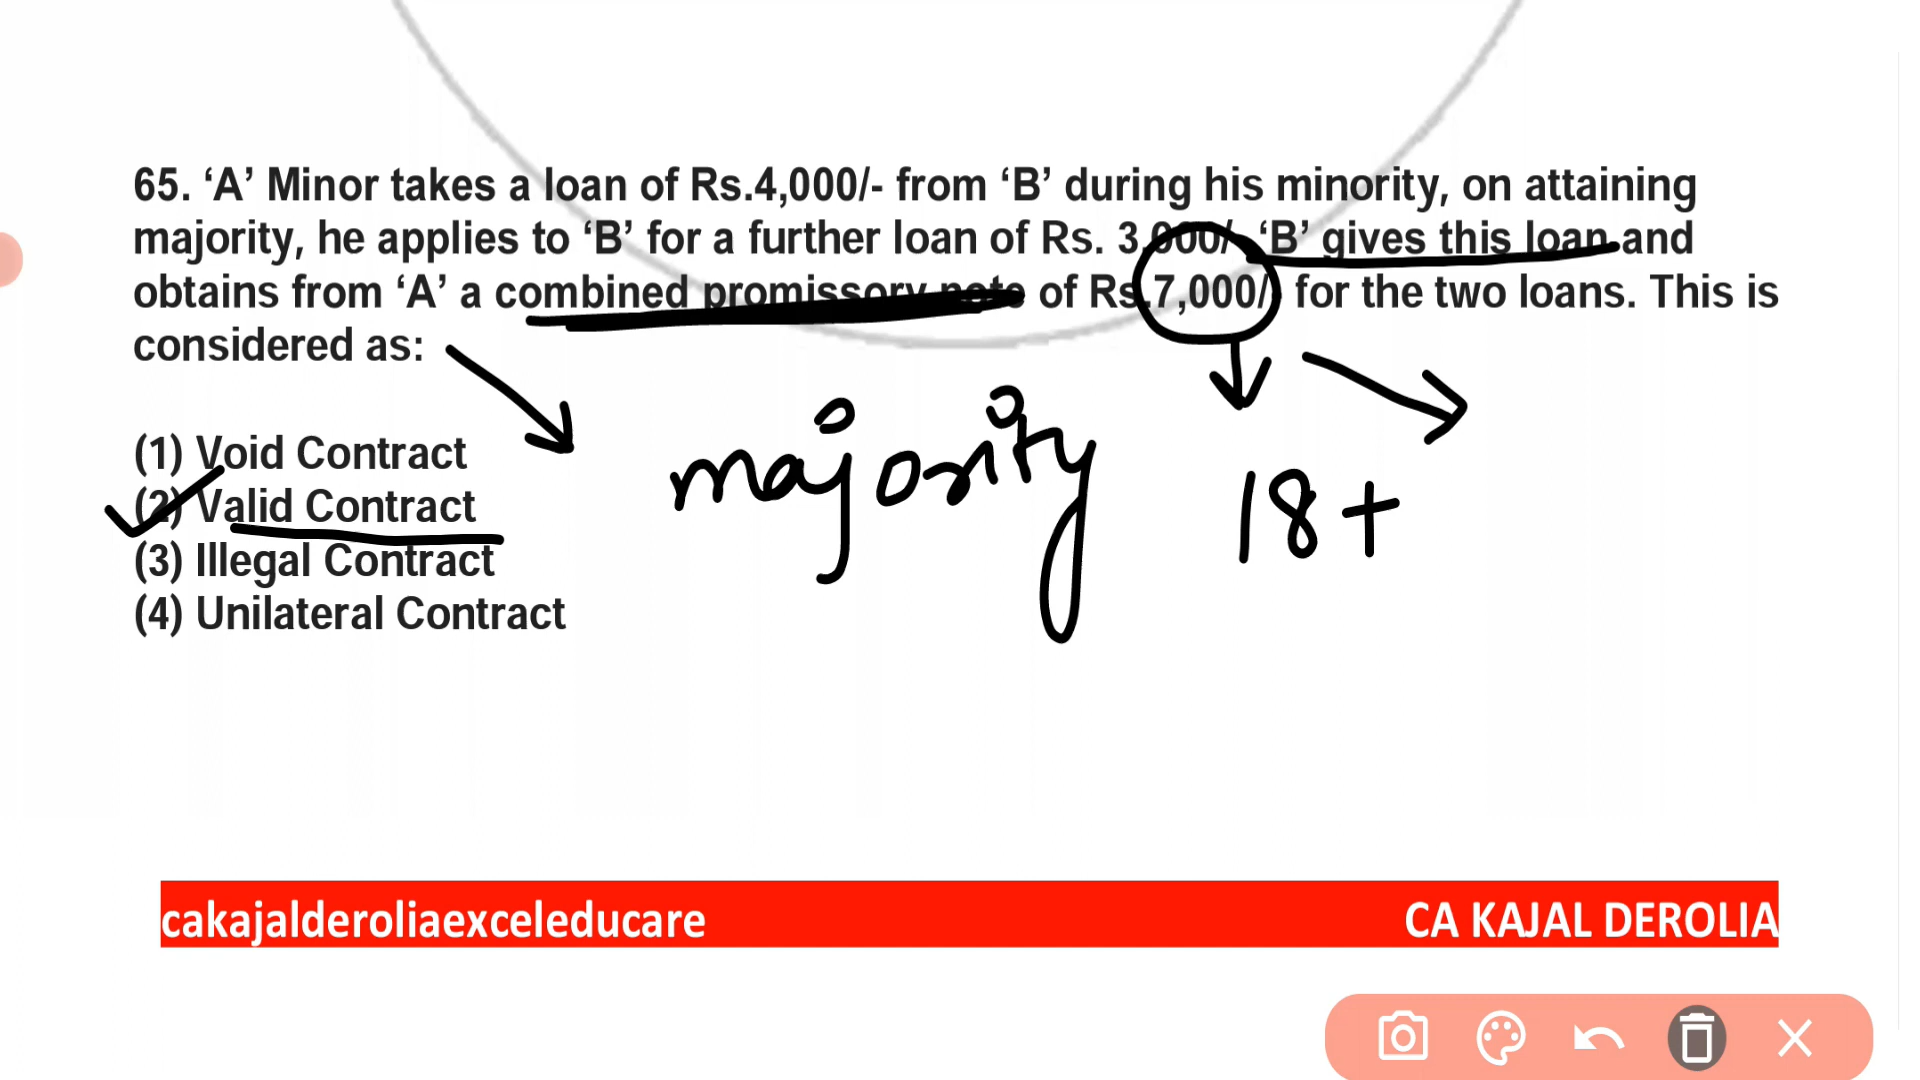 65. ‘A’ Minor takes a loan of Rs.4,000/- from ‘B’ during his minority, on attaining
majority, he applies to ‘B’ for a further loan of Rs. 3,000/- ‘B’ gives this loan and
obtains from ‘A’ a combined promissory note of Rs.7,000/- for the two loans. This is
considered as:
(1) Void Contract
(2) Valid Contract
(3) Illegal Contract
(4) Unilateral Contract
majority
18+
cakajalderoliaexceleducare
CA KAJAL DEROLIA